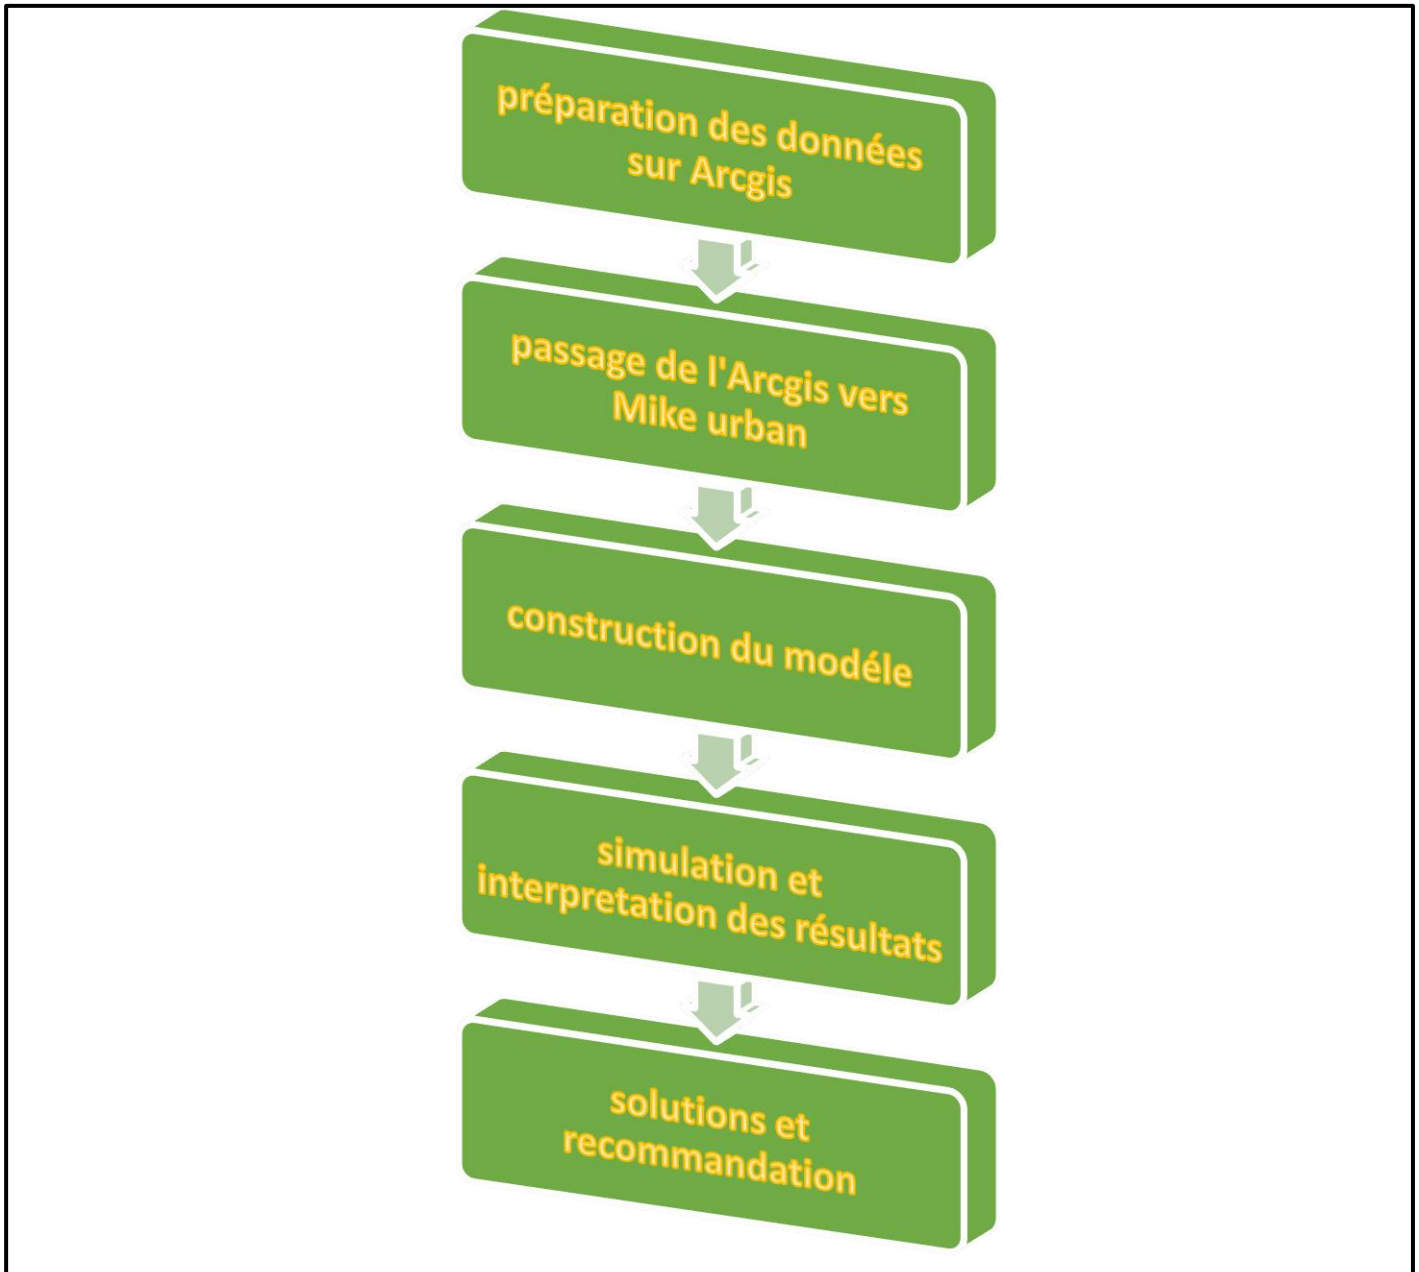 préparation des données
sur Arcgis
passage de l'Arcgis vers
Mike urban
construction du modéle
simulation et
interpretation des résultats
solutions et
recommandation